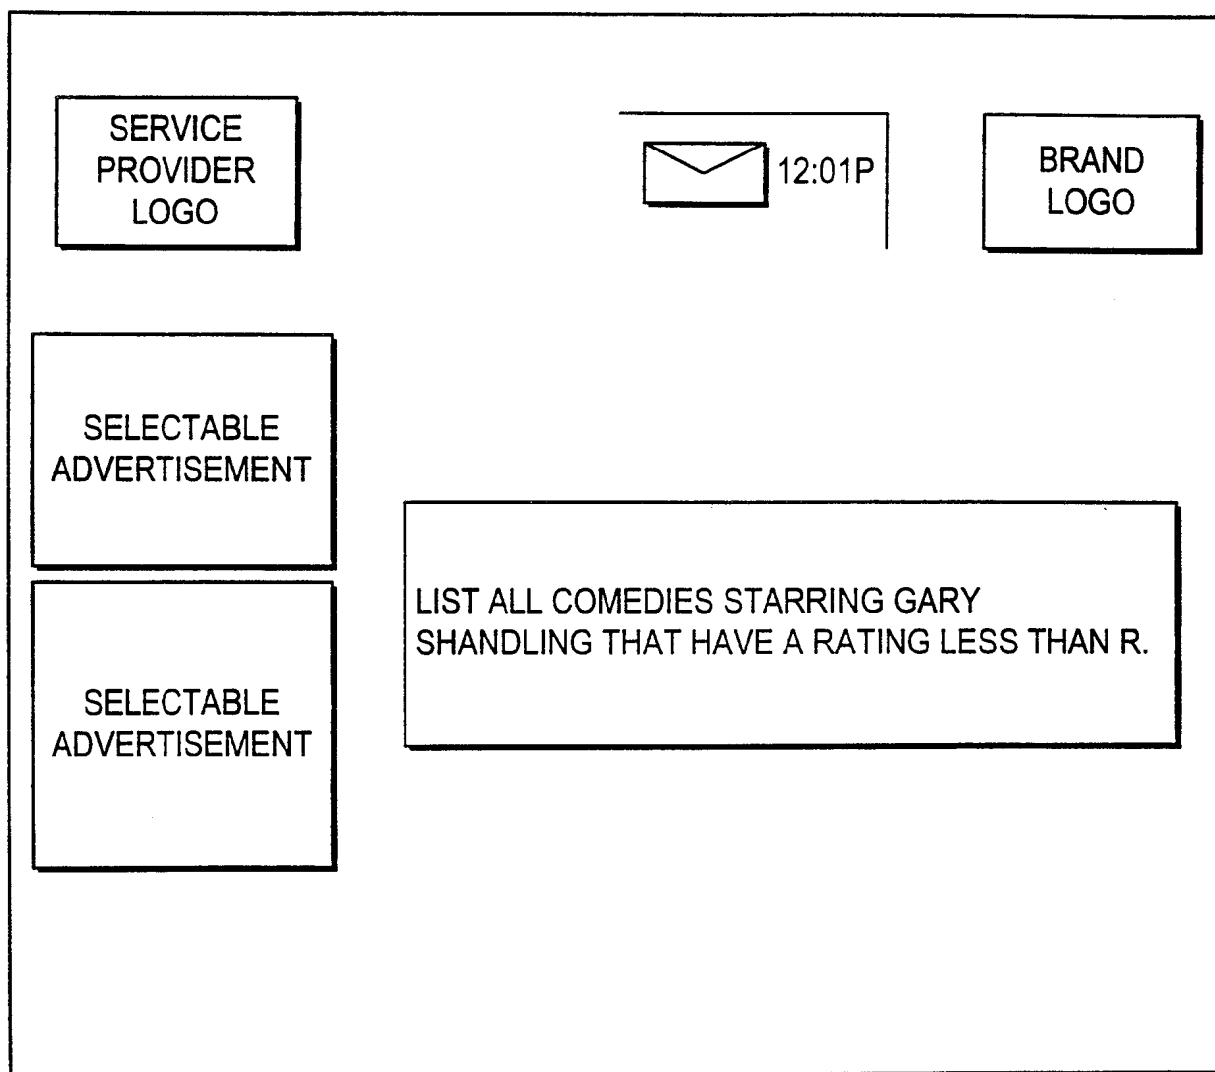 SERVICE
PROVIDER
LOGO
12:01P
BRAND
LOGO
SELECTABLE
ADVERTISEMENT
LIST ALL COMEDIES STARRING GARY
SHANDLING THAT HAVE A RATING LESS THAN R.
SELECTABLE
ADVERTISEMENT